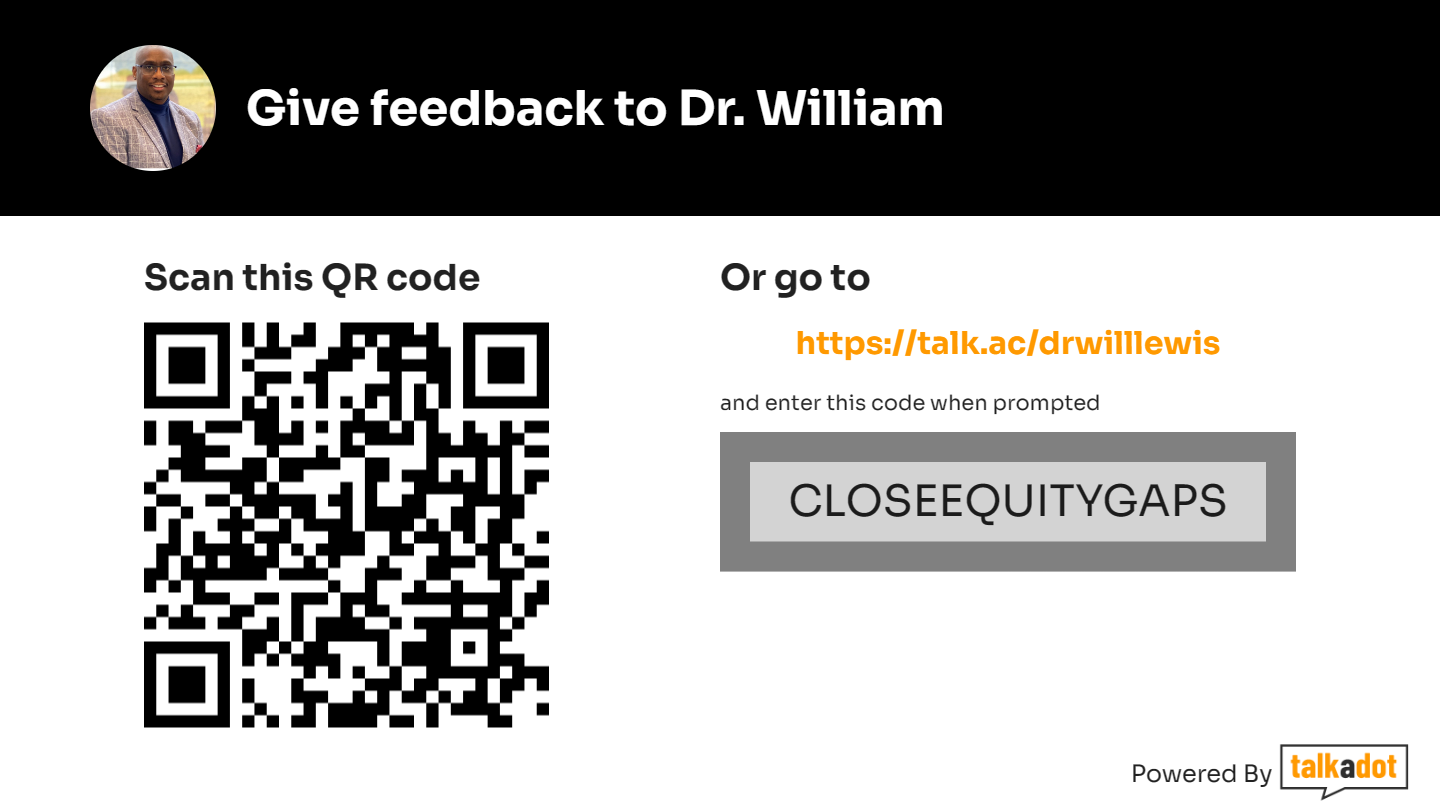 Give feedback to Dr. William
Scan this QR code
Or go to
https://talk.ac/drwilllewis
and enter this code when prompted
CLOSEEQUITYGAPS
Powered By talkadot